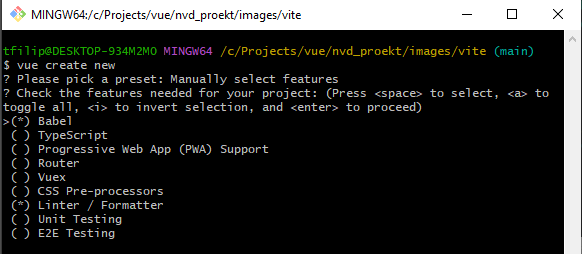 MINGW64:/c/Projects/vue/nvd_proekt/images/vite
tfilip@DESKTOP-934M2MO MINGW64 /c/Projects/vue/nvd_proekt/images/vite (main)
$ vue create new
? Please pick a preset: Manually select features
? Check the features needed for your project: (Press <space> to select, <a> to
toggle all, <i> to invert selection, and <enter> to proceed)
>(*) Babel
( ) TypeScript
( ) Progressive Web App (PWA) Support
( ) Router
( ) Vuex
( ) CSS Pre-processors
(*) Linter / Formatter
( ) Unit Testing
( ) E2E Testing